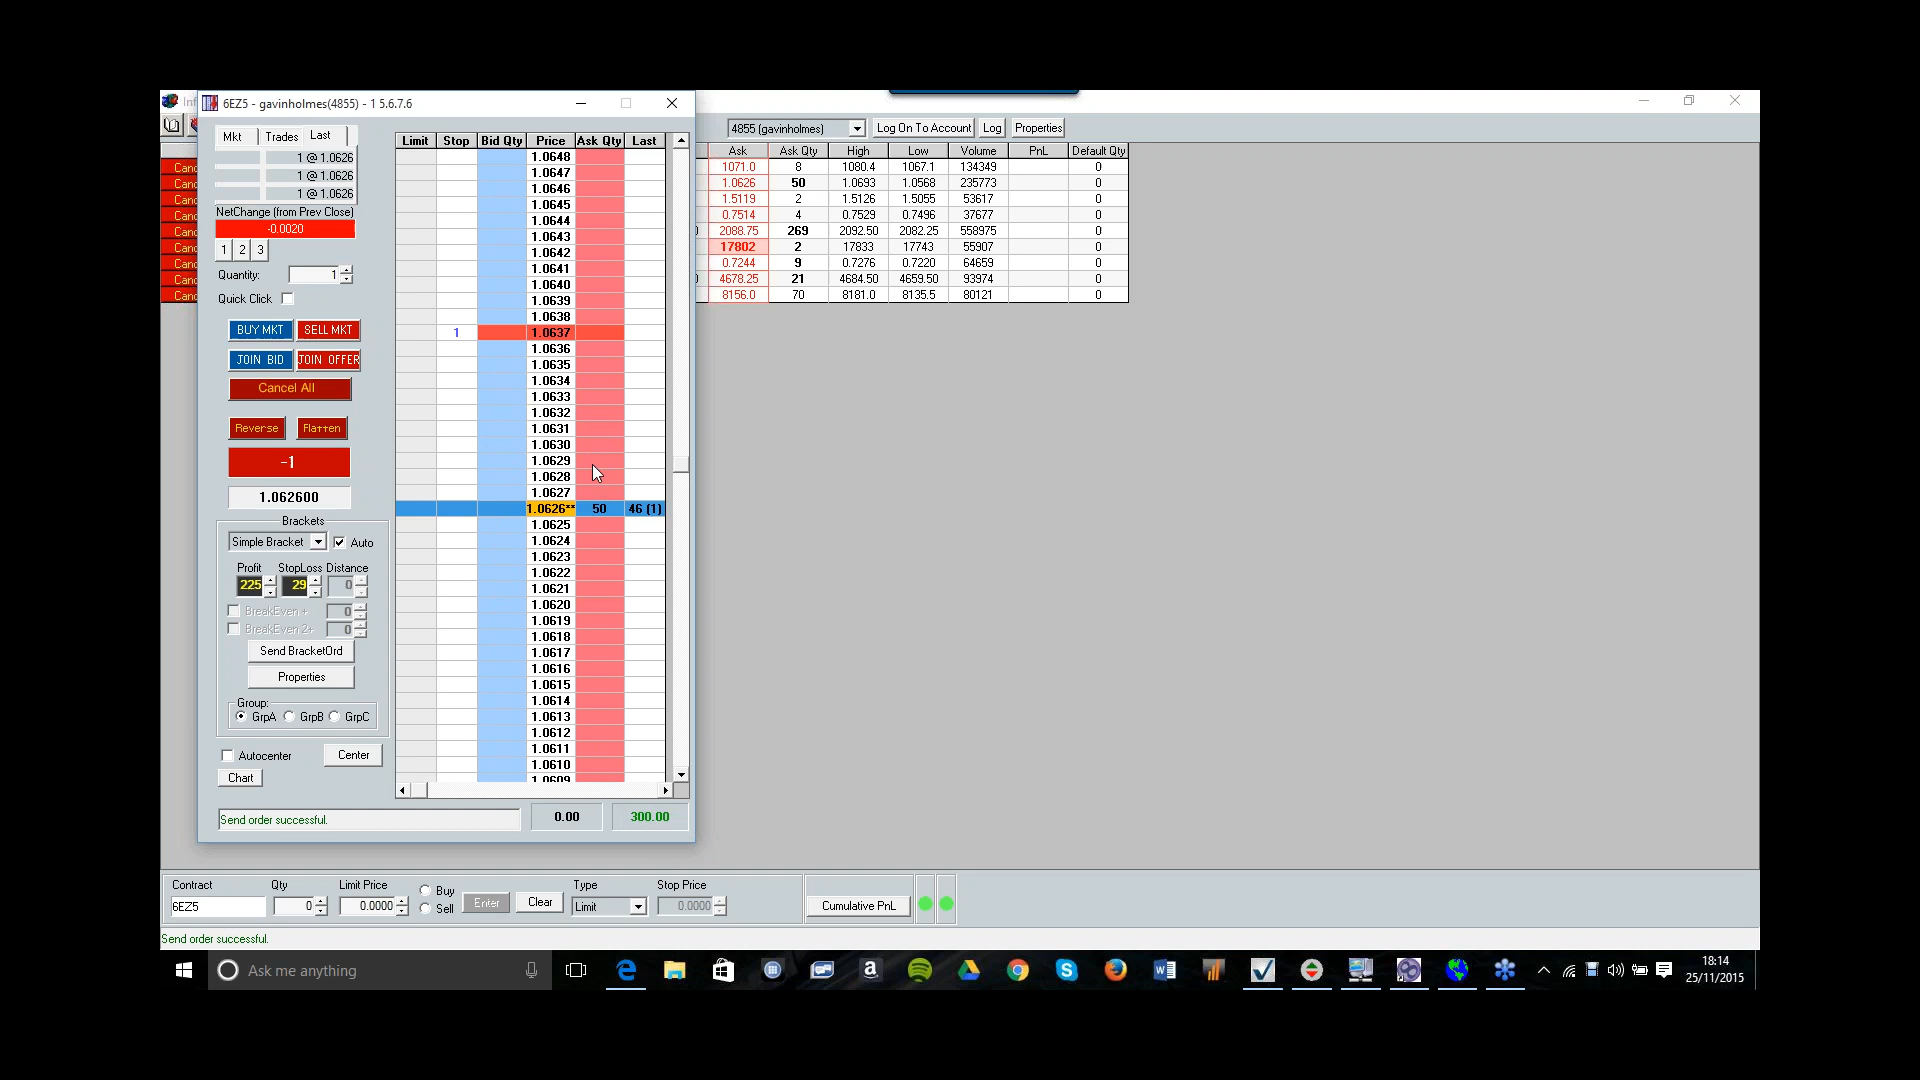 Inf
6EZ5 - gavinholmes(4855) - 1 5.6.7.6
Mkt Trades Last
1 @ 1.0626
1 @ 1.0626
1 @ 1.0626
NetChange (from Prev Close)
-0.0020
1 2 3
Quantity: 1
Quick Click
BUY MKT SELL MKT
JOIN BID JOIN OFFER
Cancel All
Reverse Flatten
-1
1.062600
Brackets
Simple Bracket Auto
Profit StopLoss Distance
225 29 0
BreakEven + 0
BreakEven 2+ 0
Send BracketOrd
Properties
Group:
GrpA GrpB GrpC
Autocenter Center
Chart
Send order successful. 0.00 300.00
Limit Stop Bid Qty Price Ask Qty Last
1.0648
1.0647
1.0646
1.0645
1.0644
1.0643
1.0642
1.0641
1.0640
1.0639
1.0638
1 1.0637
1.0636
1.0635
1.0634
1.0633
1.0632
1.0631
1.0630
1.0629
1.0628
1.0627
1.0626** 50 46 (1)
1.0625
1.0624
1.0623
1.0622
1.0621
1.0620
1.0619
1.0618
1.0617
1.0616
1.0615
1.0614
1.0613
1.0612
1.0611
1.0610
1.0609
4855 (gavinholmes) Log On To Account Log Properties
Ask Ask Qty High Low Volume PnL Default Qty
Canc 1071.0 8 1080.4 1067.1 134349 0
Canc 1.0626 50 1.0693 1.0568 235773 0
Canc 1.5119 2 1.5126 1.5055 53617 0
Canc 0.7514 4 0.7529 0.7496 37677 0
Canc 2088.75 269 2092.50 2082.25 558975 0
Canc 17802 2 17833 17743 55907 0
Canc 0.7244 9 0.7276 0.7220 64659 0
Canc 4678.25 21 4684.50 4659.50 93974 0
Canc 8156.0 70 8181.0 8135.5 80121 0
Contract Qty Limit Price Buy Type Stop Price
6EZ5 0 0.0000 Sell Enter Clear Limit 0.0000 Cumulative PnL
Send order successful.
Ask me anything
18:14
25/11/2015